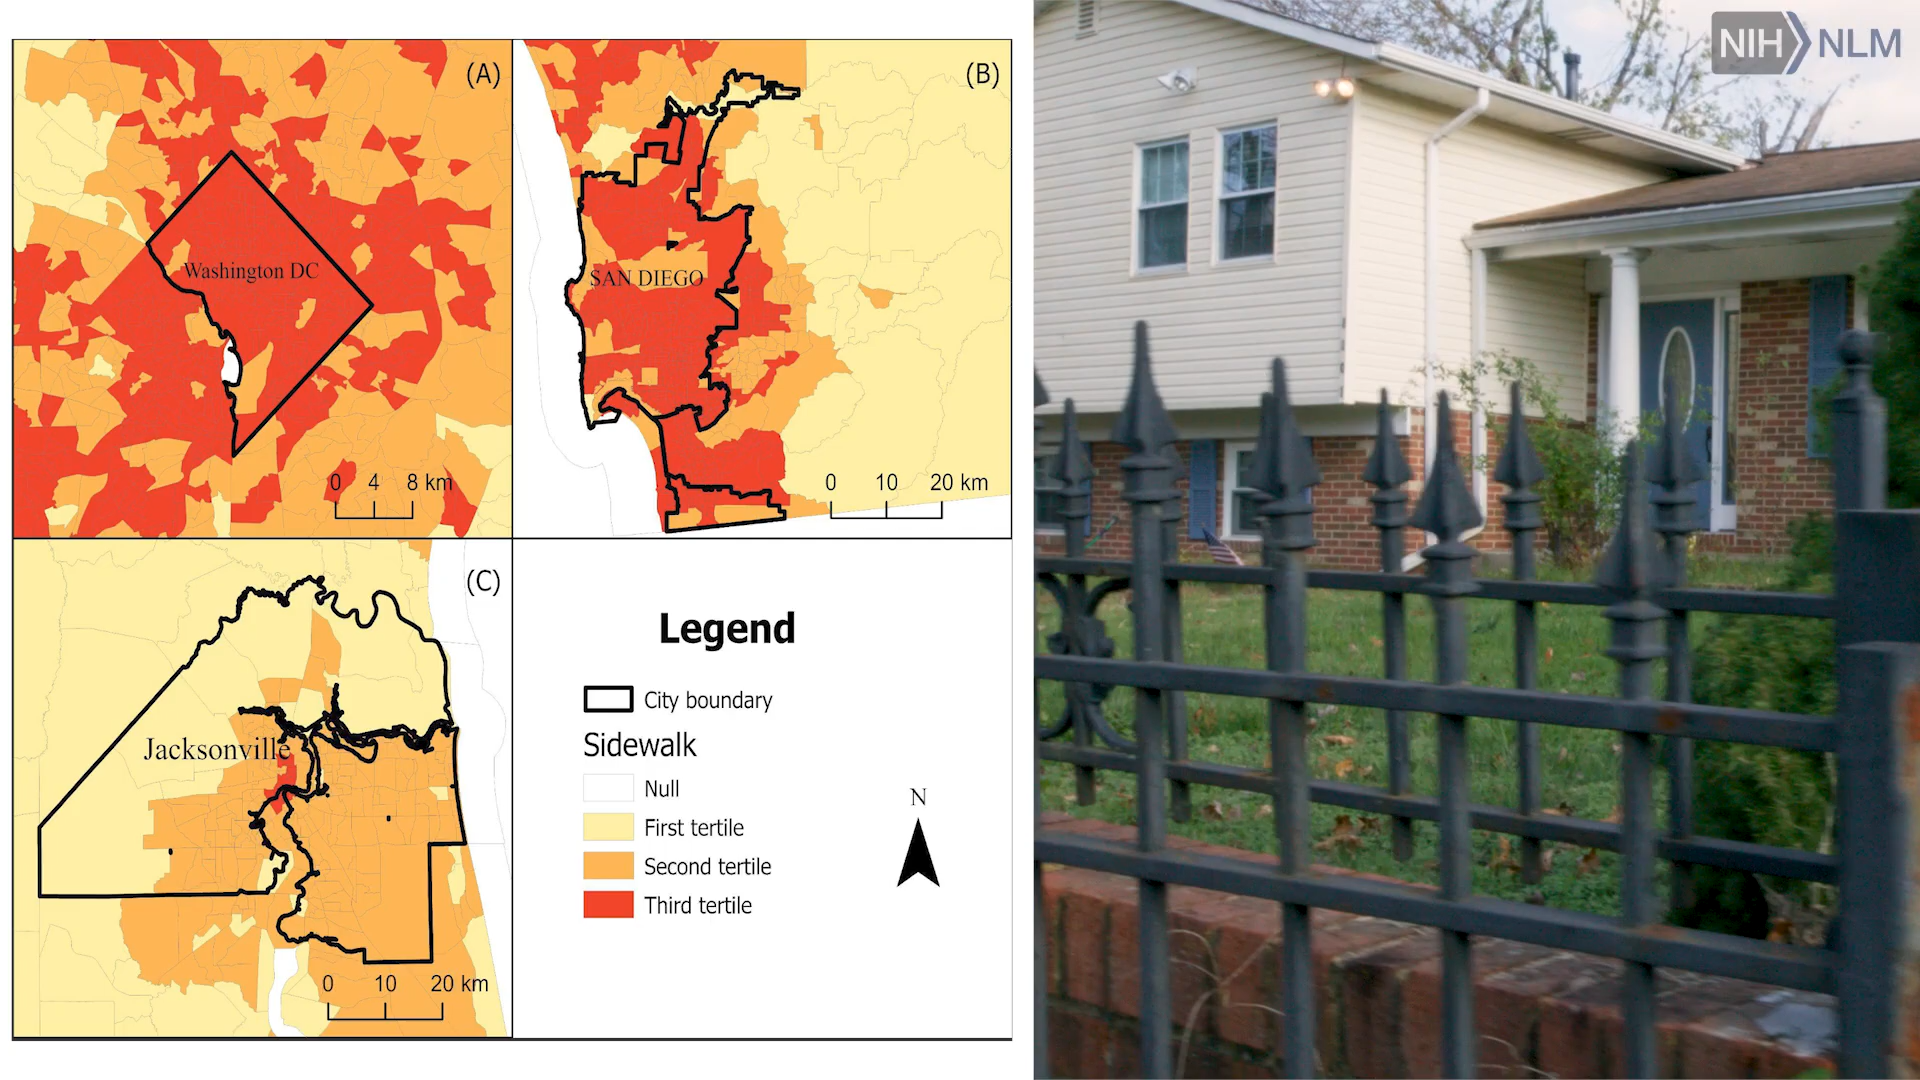 (A)
Washington DC
0 4 8 km
(B)
SAN DIEGO
0 10 20 km
(C)
Jacksonville
0 10 20 km
Legend
City boundary
Sidewalk
Null
First tertile
Second tertile
Third tertile
N
NIH NLM